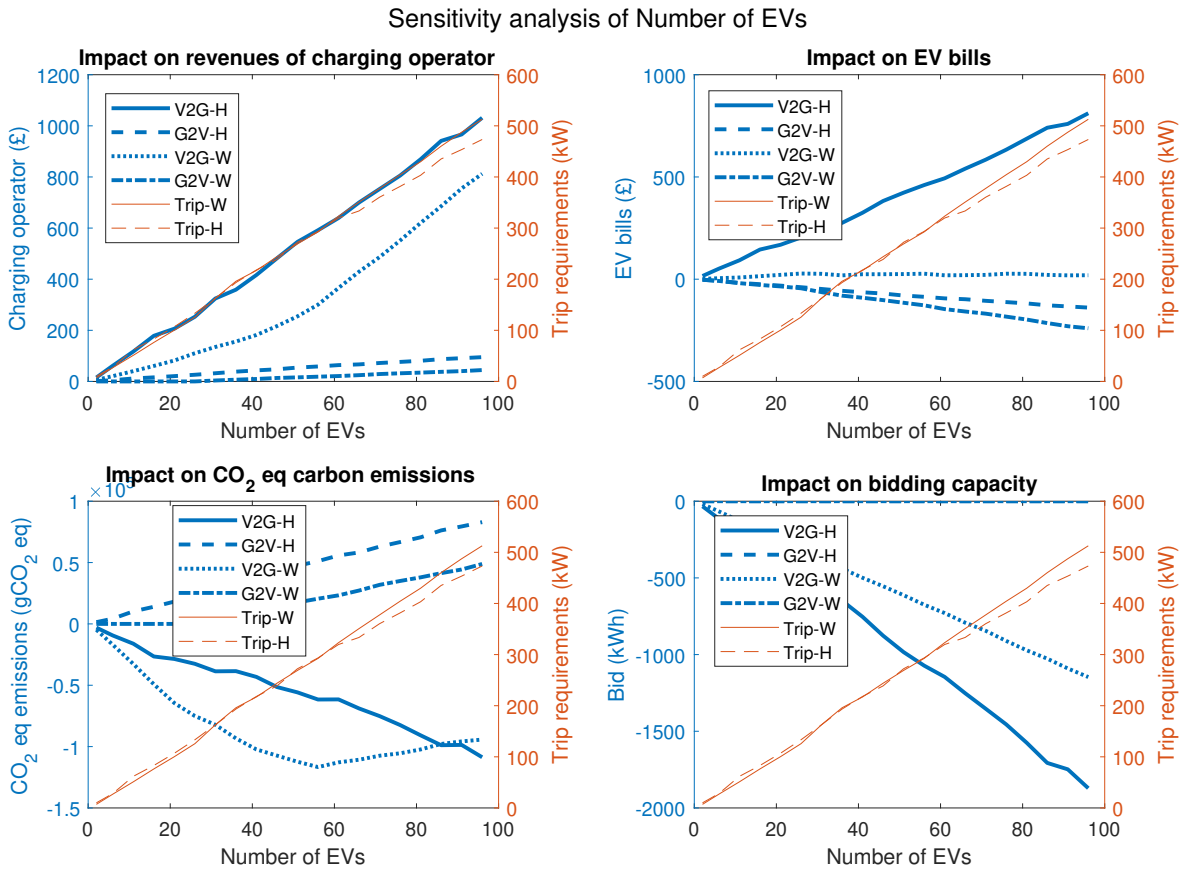 Sensitivity analysis of Number of EVs
Impact on revenues of charging operator
1200
1000
800
600
400
200
0
Charging operator (£)
V2G-H
G2V-H
V2G-W
G2V-W
Trip-W
Trip-H
600
500
400
300
200
100
0
Trip requirements (kW)
0 20 40 60 80 100
Number of EVs
Impact on EV bills
1000
500
0
-500
EV bills (£)
V2G-H
G2V-H
V2G-W
G2V-W
Trip-W
Trip-H
600
500
400
300
200
100
0
Trip requirements (kW)
0 20 40 60 80 100
Number of EVs
Impact on CO2 eq carbon emissions
1
0.5
0
-0.5
-1
-1.5
CO2 eq emissions (gCO2 eq)
V2G-H
G2V-H
V2G-W
G2V-W
Trip-W
Trip-H
600
500
400
300
200
100
0
Trip requirements (kW)
0 20 40 60 80 100
Number of EVs
Impact on bidding capacity
0
-500
-1000
-1500
-2000
Bid (kWh)
V2G-H
G2V-H
V2G-W
G2V-W
Trip-W
Trip-H
600
500
400
300
200
100
0
Trip requirements (kW)
0 20 40 60 80 100
Number of EVs